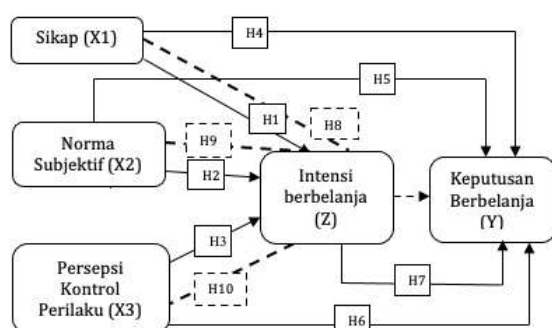 Sikap (X1)
H4
H5
H1
H8
Norma
Subjektif (X2)
H9
H2
Intensi
berbelanja
(Z)
Keputusan
Berbelanja
(Y)
H3
Persepsi
Kontrol
Perilaku (X3)
H10
H7
H6